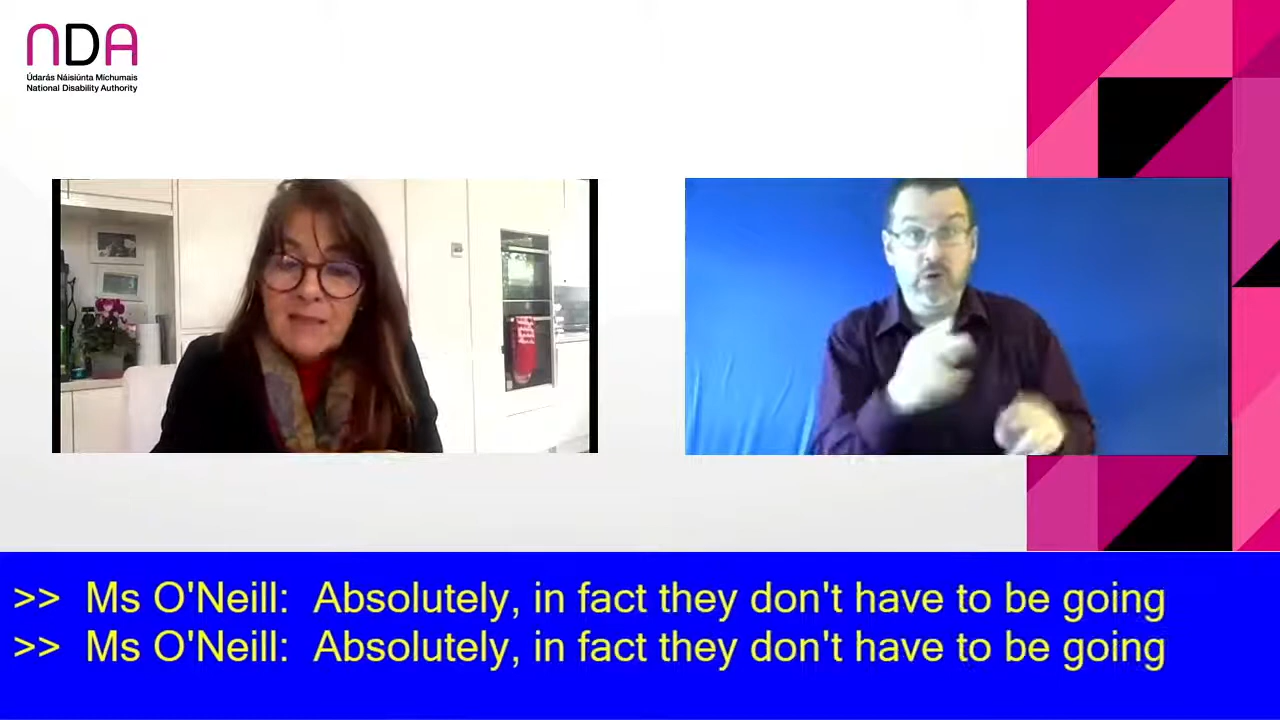 NDA
Údarás Náisiúnta Míchumais
National Disability Authority
>> Ms O'Neill: Absolutely, in fact they don't have to be going
>> Ms O'Neill: Absolutely, in fact they don't have to be going